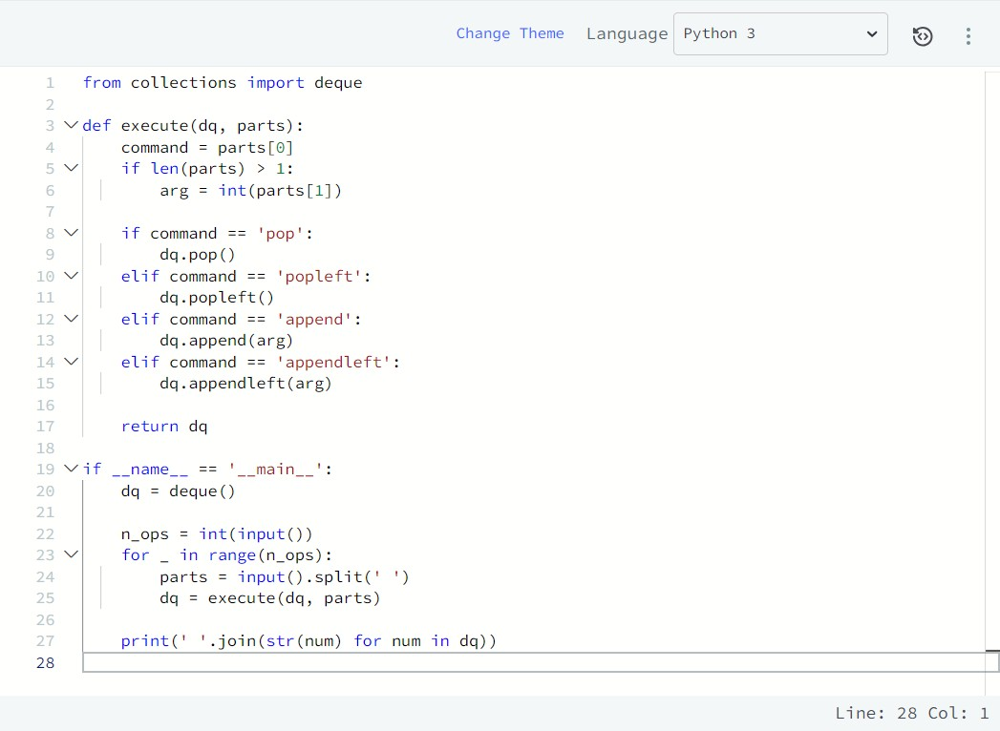 Change Theme Language Python 3
1 from collections import deque
2
3 def execute(dq, parts):
4     command = parts[0]
5     if len(parts) > 1:
6         arg = int(parts[1])
7
8     if command == 'pop':
9         dq.pop()
10     elif command == 'popleft':
11         dq.popleft()
12     elif command == 'append':
13         dq.append(arg)
14     elif command == 'appendleft':
15         dq.appendleft(arg)
16
17     return dq
18
19 if __name__ == '__main__':
20     dq = deque()
21
22     n_ops = int(input())
23     for _ in range(n_ops):
24         parts = input().split(' ')
25         dq = execute(dq, parts)
26
27     print(' '.join(str(num) for num in dq))
28
Line: 28 Col: 1